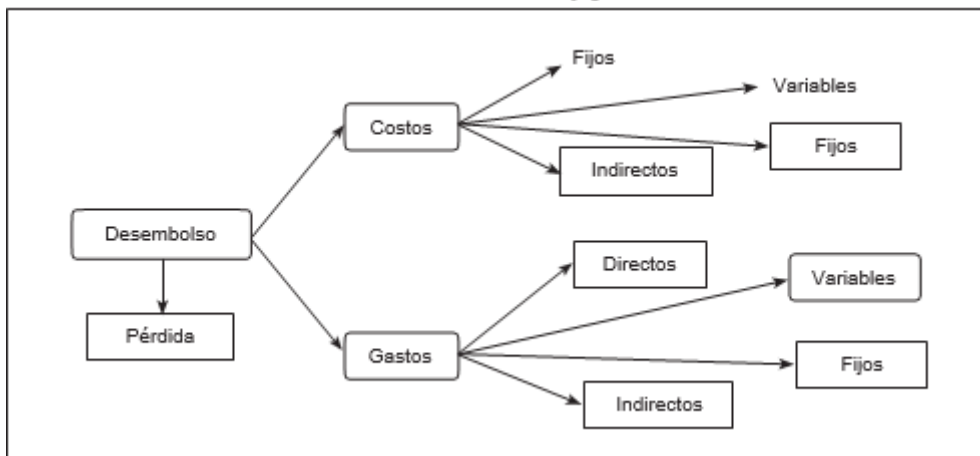 Fijos
Variables
Costos
Fijos
Indirectos
Desembolso
Directos
Variables
Pérdida
Gastos
Fijos
Indirectos